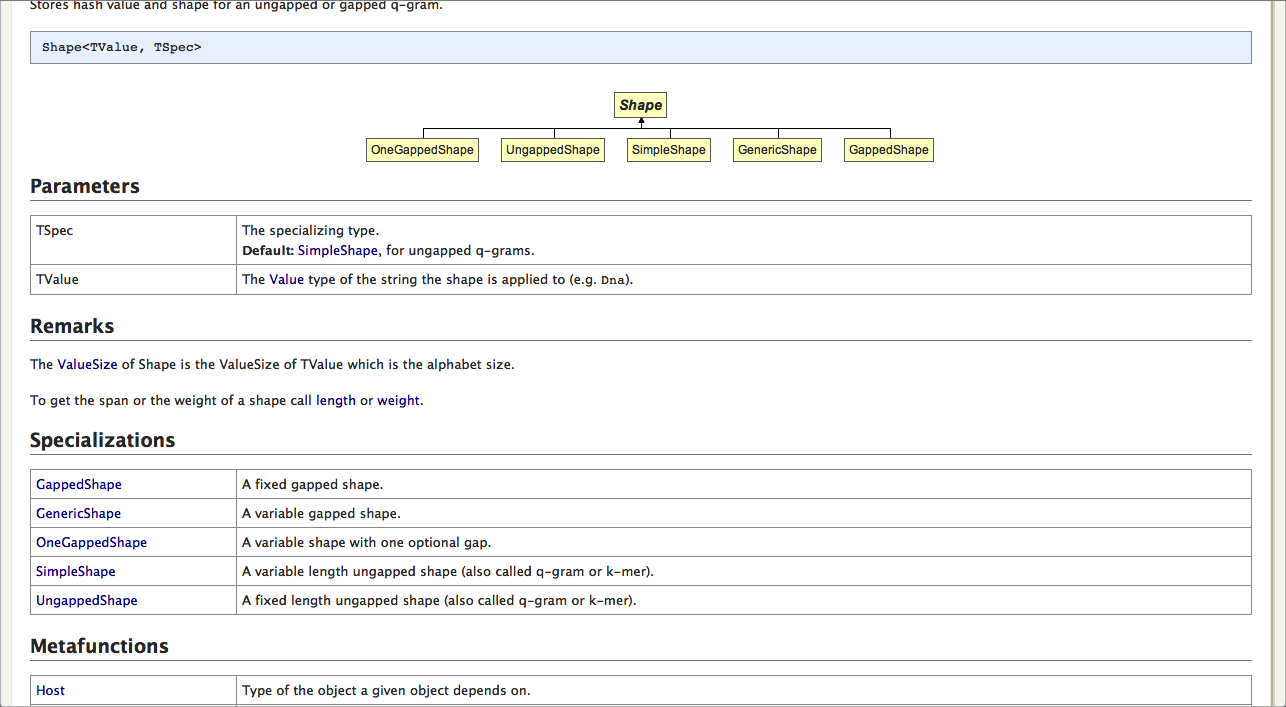 Stores hash value and shape for an ungapped or gapped q-gram.
Shape<TValue, TSpec>
Shape
OneGappedShape UngappedShape SimpleShape GenericShape GappedShape
Parameters
TSpec The specializing type.
Default: SimpleShape, for ungapped q-grams.
TValue The Value type of the string the shape is applied to (e.g. Dna).
Remarks
The ValueSize of Shape is the ValueSize of TValue which is the alphabet size.
To get the span or the weight of a shape call length or weight.
Specializations
GappedShape A fixed gapped shape.
GenericShape A variable gapped shape.
OneGappedShape A variable shape with one optional gap.
SimpleShape A variable length ungapped shape (also called q-gram or k-mer).
UngappedShape A fixed length ungapped shape (also called q-gram or k-mer).
Metafunctions
Host Type of the object a given object depends on.